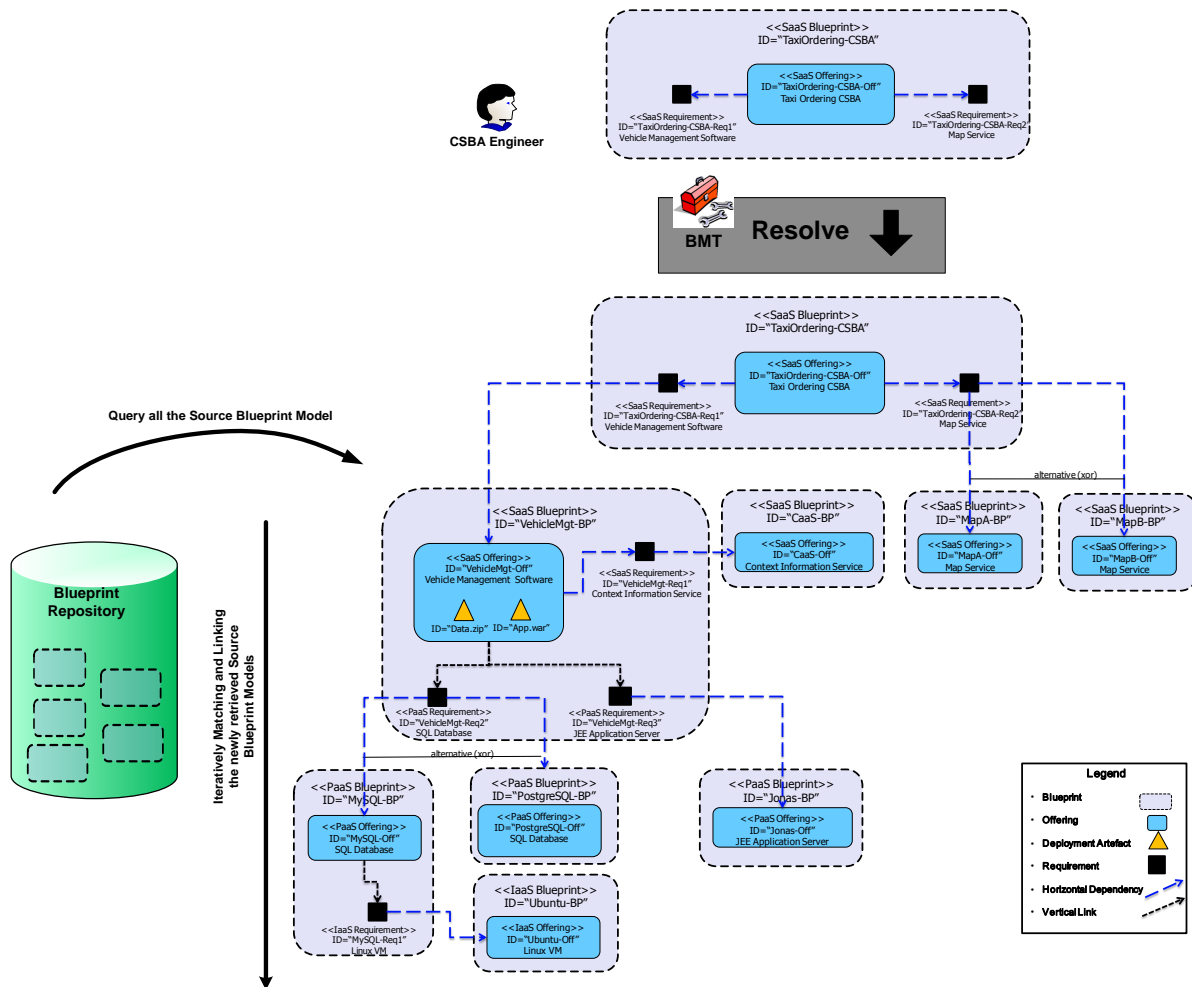 <<SaaS Blueprint>>
ID="TaxiOrdering-CSBA"
<<SaaS Offering>>
ID="TaxiOrdering-CSBA-Off"
Taxi Ordering CSBA
<<SaaS Requirement>>
ID="TaxiOrdering-CSBA-Req1"
Vehicle Management Software
<<SaaS Requirement>>
ID="TaxiOrdering-CSBA-Req2"
Map Service
CSBA Engineer
BMT
Resolve
<<SaaS Blueprint>>
ID="TaxiOrdering-CSBA"
<<SaaS Offering>>
ID="TaxiOrdering-CSBA-Off"
Taxi Ordering CSBA
<<SaaS Requirement>>
ID="TaxiOrdering-CSBA-Req1"
Vehicle Management Software
<<SaaS Requirement>>
ID="TaxiOrdering-CSBA-Req2"
Map Service
Query all the Source Blueprint Model
alternative (xor)
Blueprint
Repository
Iteratively Matching and Linking
the newly retrieved Source
Blueprint Models
<<SaaS Blueprint>>
ID="VehicleMgt-BP"
<<SaaS Offering>>
ID="VehicleMgt-Off"
Vehicle Management Software
ID="Data.zip"
ID="App.war"
<<SaaS Requirement>>
ID="VehicleMgt-Req1"
Context Information Service
<<SaaS Blueprint>>
ID="CaaS-BP"
<<SaaS Offering>>
ID="CaaS-Off"
Context Information Service
<<SaaS Blueprint>>
ID="MapA-BP"
<<SaaS Offering>>
ID="MapA-Off"
Map Service
<<SaaS Blueprint>>
ID="MapB-BP"
<<SaaS Offering>>
ID="MapB-Off"
Map Service
<<PaaS Requirement>>
ID="VehicleMgt-Req2"
SQL Database
<<PaaS Requirement>>
ID="VehicleMgt-Req3"
JEE Application Server
alternative (xor)
<<PaaS Blueprint>>
ID="MySQL-BP"
<<PaaS Offering>>
ID="MySQL-Off"
SQL Database
<<IaaS Requirement>>
ID="MySQL-Req1"
Linux VM
<<PaaS Blueprint>>
ID="PostgreSQL-BP"
<<PaaS Offering>>
ID="PostgreSQL-Off"
SQL Database
<<PaaS Blueprint>>
ID="Jonas-BP"
<<PaaS Offering>>
ID="Jonas-Off"
JEE Application Server
<<IaaS Blueprint>>
ID="Ubuntu-BP"
<<IaaS Offering>>
ID="Ubuntu-Off"
Linux VM
Legend
· Blueprint
· Offering
· Deployment Artefact
· Requirement
· Horizontal Dependency
· Vertical Link